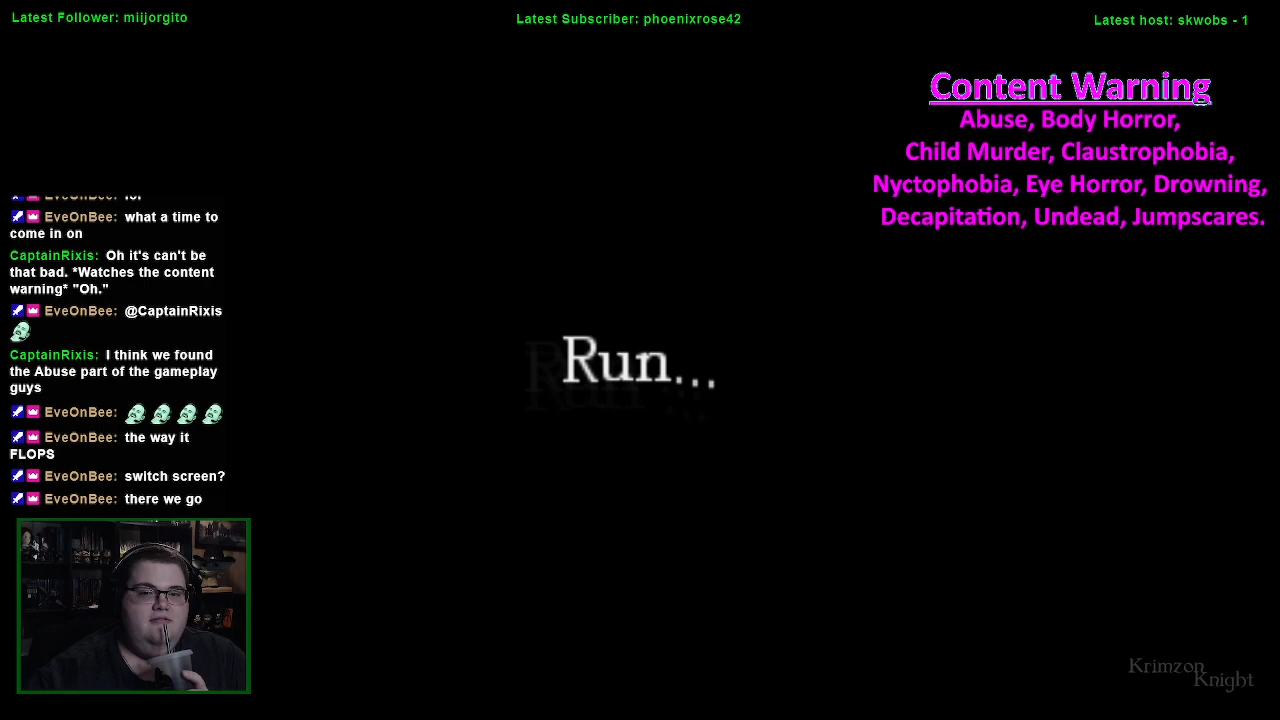 Latest Follower: miijorgito
Latest Subscriber: phoenixrose42
Latest host: skwobs - 1
Content Warning
Abuse, Body Horror,
Child Murder, Claustrophobia,
Nyctophobia, Eye Horror, Drowning,
Decapitation, Undead, Jumpscares.
EveOnBee: what a time to
come in on
CaptainRixis: Oh it's can't be
that bad. *Watches the content
warning* "Oh."
EveOnBee: @CaptainRixis
CaptainRixis: I think we found
the Abuse part of the gameplay
guys
EveOnBee:
EveOnBee: the way it
FLOPS
EveOnBee: switch screen?
EveOnBee: there we go
Run...
Krimzon
Knight